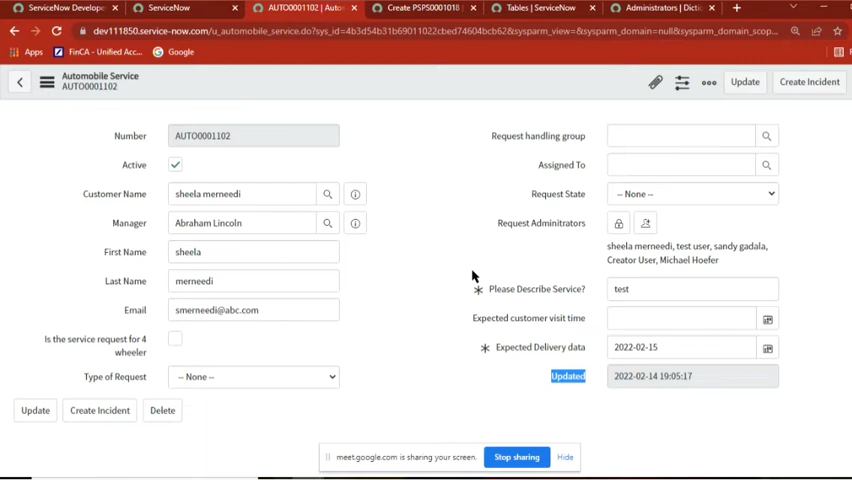 ServiceNow Develope
ServiceNow
AUTO0001102 | Auto
Create PSPS0001018
Tables | ServiceNow
Administrators | Dicti
dev111850.service-now.com/u_automobile_service.do?sys_id=4b3d54b31b69011022cbed74604bcb62&sysparm_view=&sysparm_domain=null&sysparm_domain_scop...
Apps
FinCA - Unified Acc...
Google
Automobile Service
AUTO0001102
Update
Create Incident
Number
AUTO0001102
Active
Customer Name
sheela merneedi
Manager
Abraham Lincoln
First Name
sheela
Last Name
merneedi
Email
smerneedi@abc.com
Is the service request for 4
wheeler
Type of Request
-- None --
Request handling group
Assigned To
Request State
-- None --
Request Adminitrators
sheela merneedi, test user, sandy gadala,
Creator User, Michael Hoefer
Please Describe Service?
test
Expected customer visit time
Expected Delivery data
2022-02-15
Updated
2022-02-14 19:05:17
Update
Create Incident
Delete
meet.google.com is sharing your screen.
Stop sharing
Hide